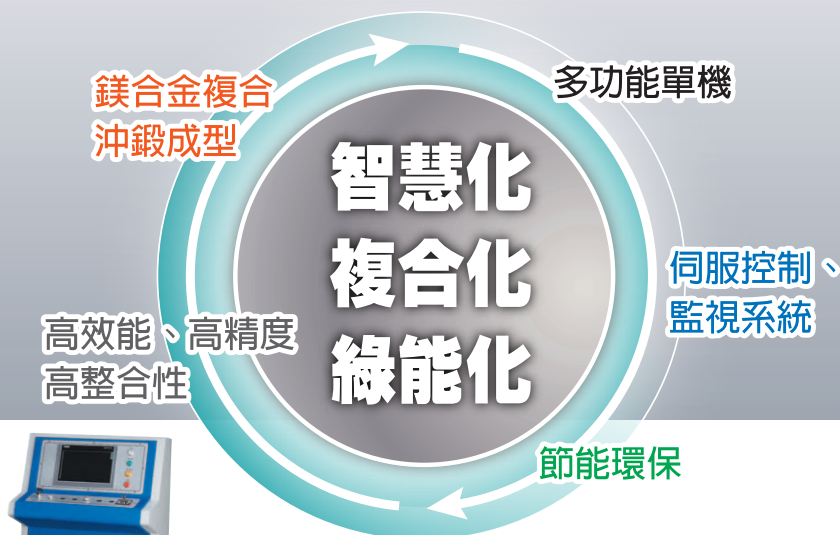 鎂合金複合
沖鍛成型
多功能單機
智慧化
複合化
綠能化
伺服控制、
監視系統
高效能、高精度
高整合性
節能環保